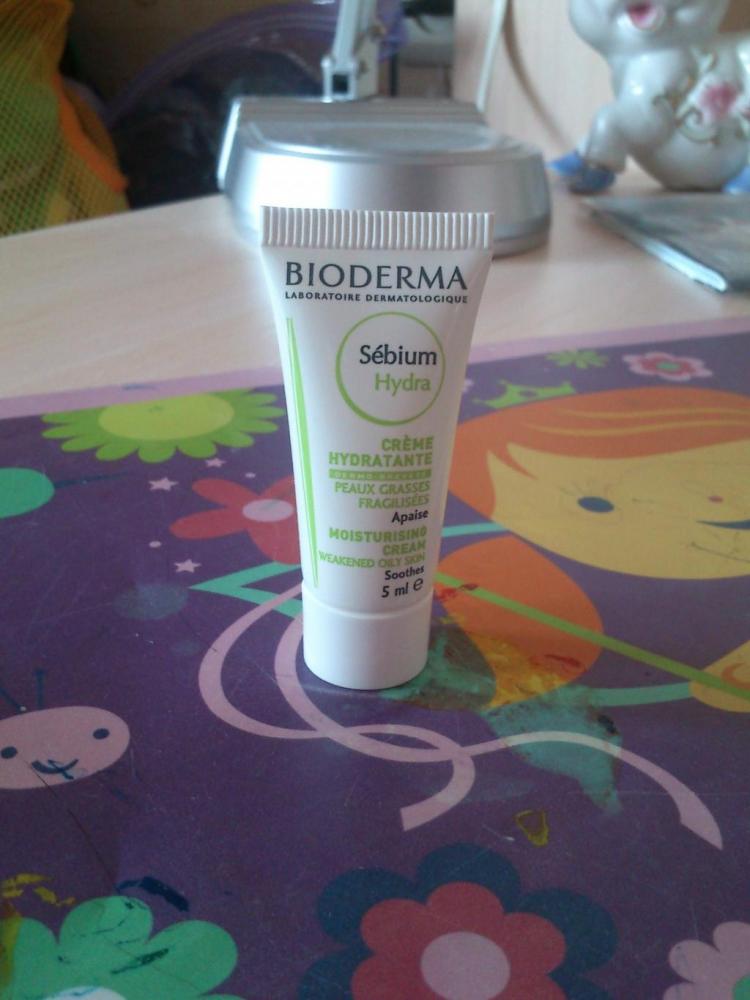 BIODERMA
LABORATOIRE DERMATOLOGIQUE
Sébium
Hydra
CRÈME
HYDRATANTE
PEAUX GRASSES
FRAGILISÉES
Apaise
MOISTURISING
CREAM
WEAKENED OILY SKIN
Soothes
5 ml ℮